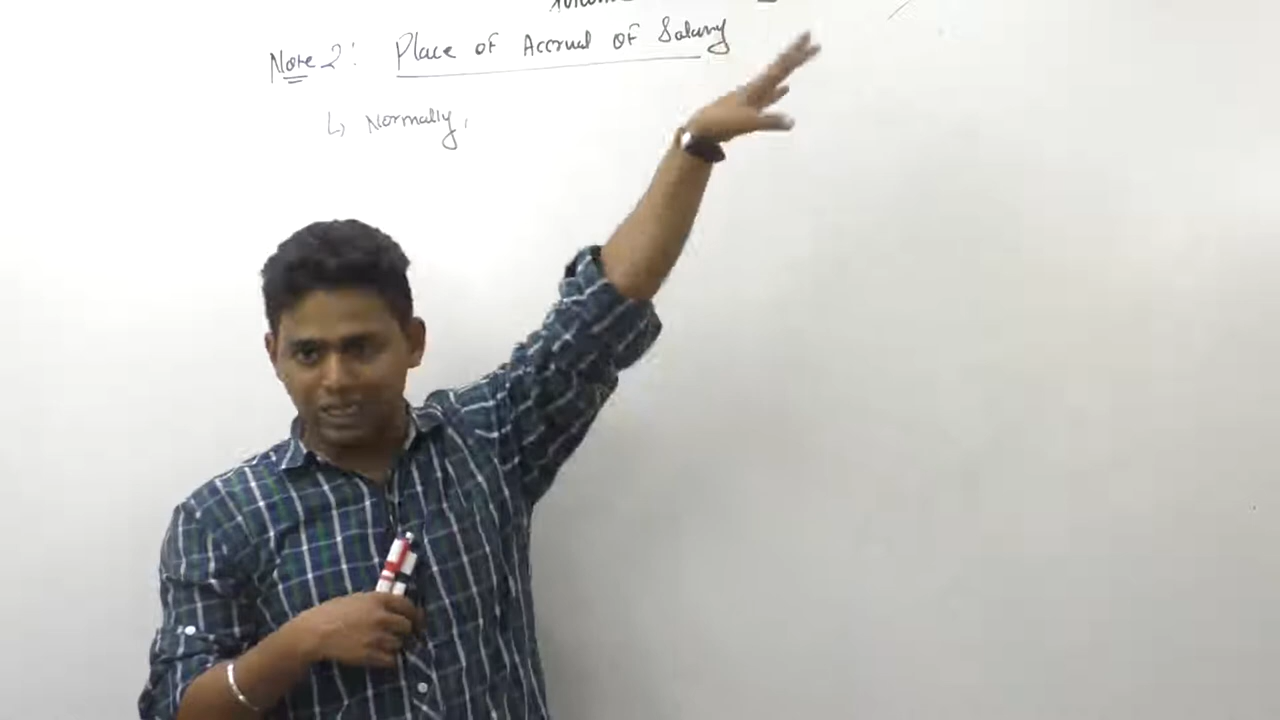 Note 2: Place of Accrual of Salary
↳ Normally,